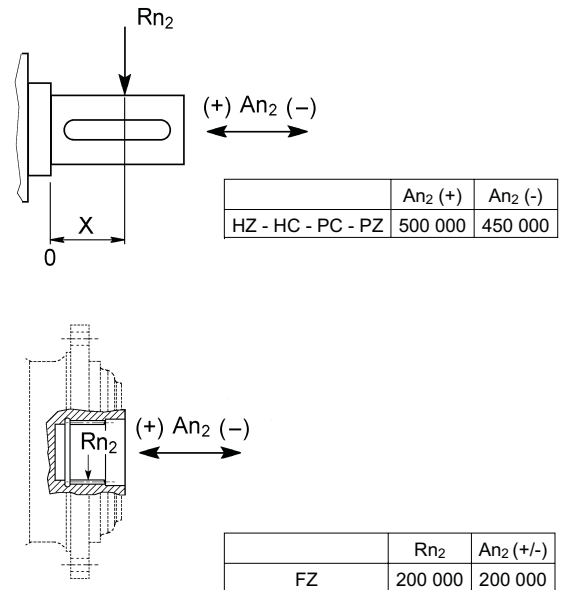 Rn2
(+) An2 (−)
X
0
An2 (+) An2 (-)
HZ - HC - PC - PZ 500 000 450 000
Rn2
(+) An2 (−)
Rn2 An2 (+/-)
FZ 200 000 200 000